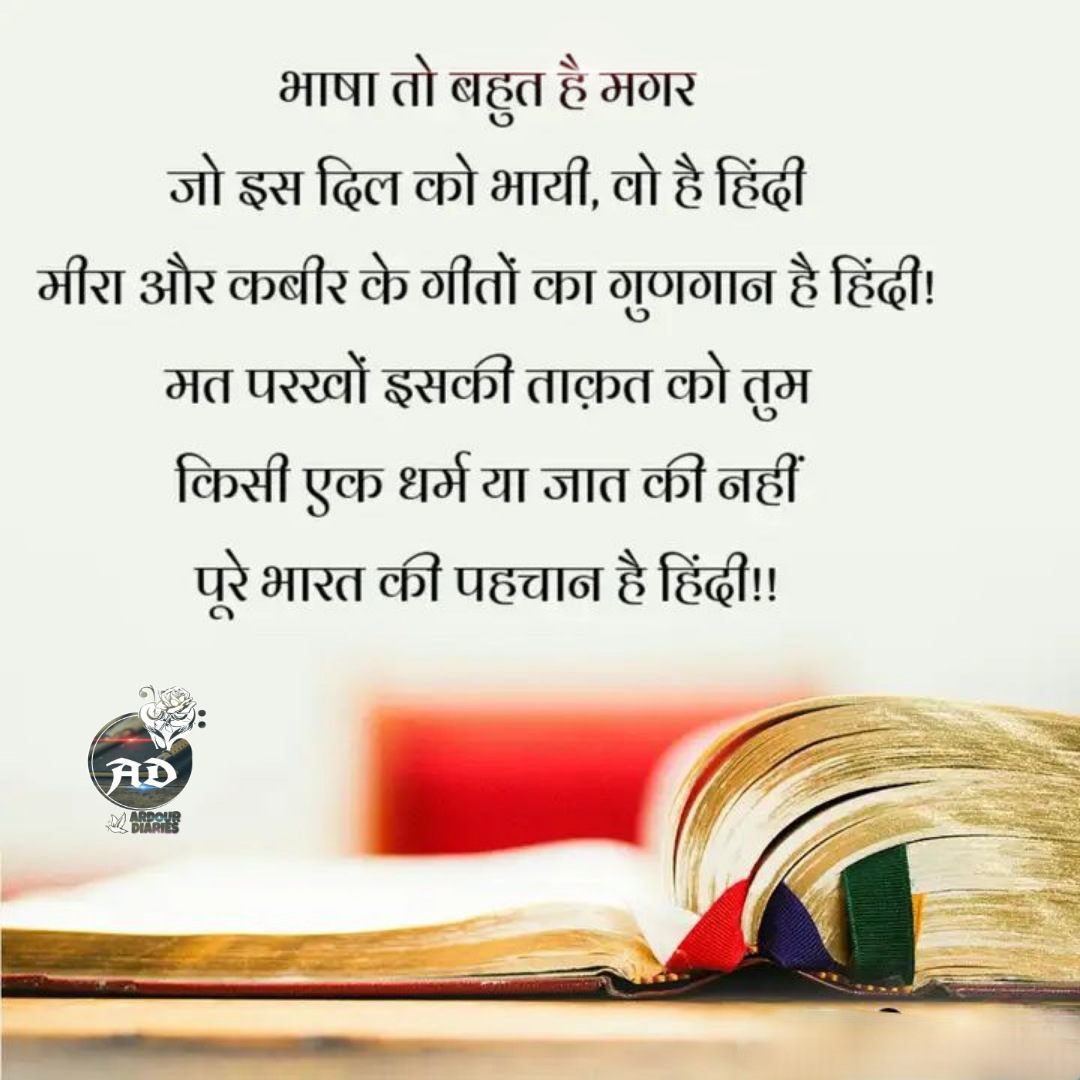 भाषा तो बहुत है मगर
जो इस दिल को भायी, वो है हिंदी
मीरा और कबीर के गीतों का गुणगान है हिंदी!
मत परखों इसकी ताक़त को तुम
किसी एक धर्म या जात की नहीं
पूरे भारत की पहचान है हिंदी!!
AD
ARDOUR
DIARIES